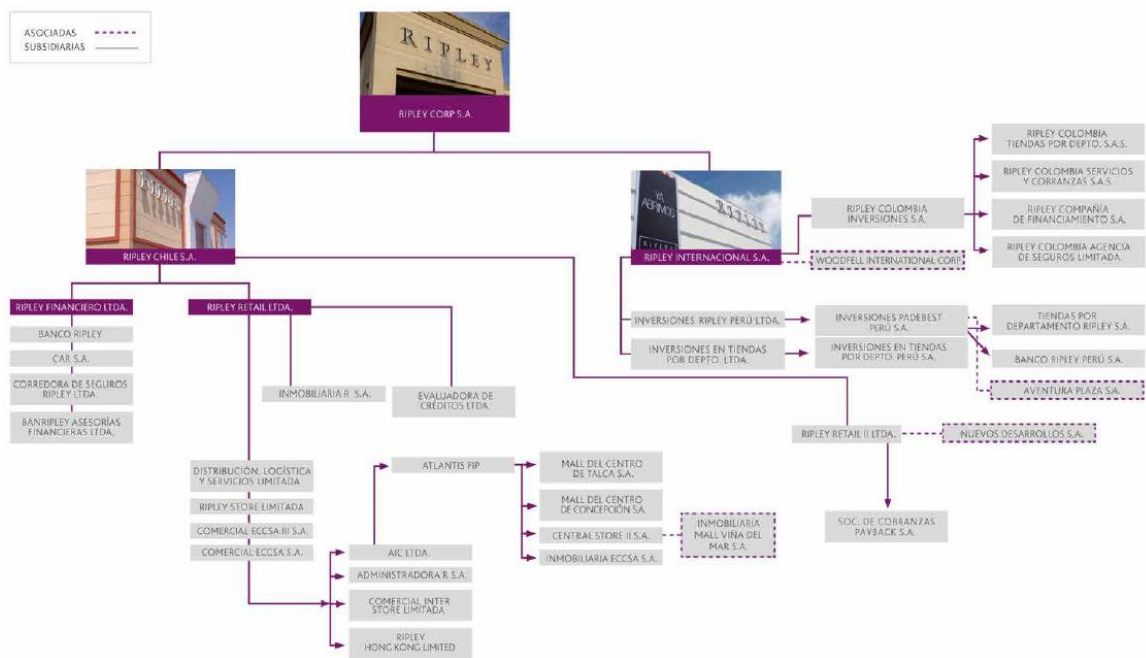 ASOCIADAS
SUBSIDIARIAS
RIPLEY
RIPLEY CORP S.A.
RIPLEY
RIPLEY CHILE S.A.
YA
ABRIMOS
RIPLEY
RIPLEY
RIPLEY INTERNACIONAL S.A.
RIPLEY COLOMBIA
INVERSIONES S.A.
WOODFELL INTERNATIONAL CORP
RIPLEY COLOMBIA
TIENDAS POR DEPTO. S.A.S.
RIPLEY COLOMBIA SERVICIOS
Y COBRANZAS S.A.S.
RIPLEY COMPAÑÍA
DE FINANCIAMIENTO S.A.
RIPLEY COLOMBIA AGENCIA
DE SEGUROS LIMITADA.
RIPLEY FINANCIERO LTDA.
BANCO RIPLEY
CAR S.A.
CORREDORA DE SEGUROS
RIPLEY LTDA.
BANRIPLEY ASESORÍAS
FINANCIERAS LTDA.
RIPLEY RETAIL LTDA.
INMOBILIARIA R S.A.
EVALUADORA DE
CRÉDITOS LTDA.
INVERSIONES RIPLEY PERÚ LTDA.
INVERSIONES EN TIENDAS
POR DEPTO. LTDA.
INVERSIONES PADEBEST
PERÚ S.A.
INVERSIONES EN TIENDAS
POR DEPTO. PERÚ S.A.
TIENDAS POR
DEPARTAMENTO RIPLEY S.A.
BANCO RIPLEY PERÚ S.A.
AVENTURA PLAZA S.A.
RIPLEY RETAIL II LTDA.
NUEVOS DESARROLLOS S.A.
SOC. DE COBRANZAS
PAYBACK S.A.
DISTRIBUCIÓN, LOGÍSTICA
Y SERVICIOS LIMITADA
RIPLEY STORE LIMITADA
COMERCIAL ECCSA III S.A.
COMERCIAL ECCSA S.A.
ATLANTIS FIP
MALL DEL CENTRO
DE TALCA S.A.
MALL DEL CENTRO
DE CONCEPCIÓN SA.
CENTRAL STORE II S.A.
INMOBILIARIA ECCSA S.A.
INMOBILIARIA
MALL VIÑA DEL
MAR S.A.
AIC LTDA.
ADMINISTRADORA R S.A.
COMERCIAL INTER
STORE LIMITADA
RIPLEY
HONG KONG LIMITED